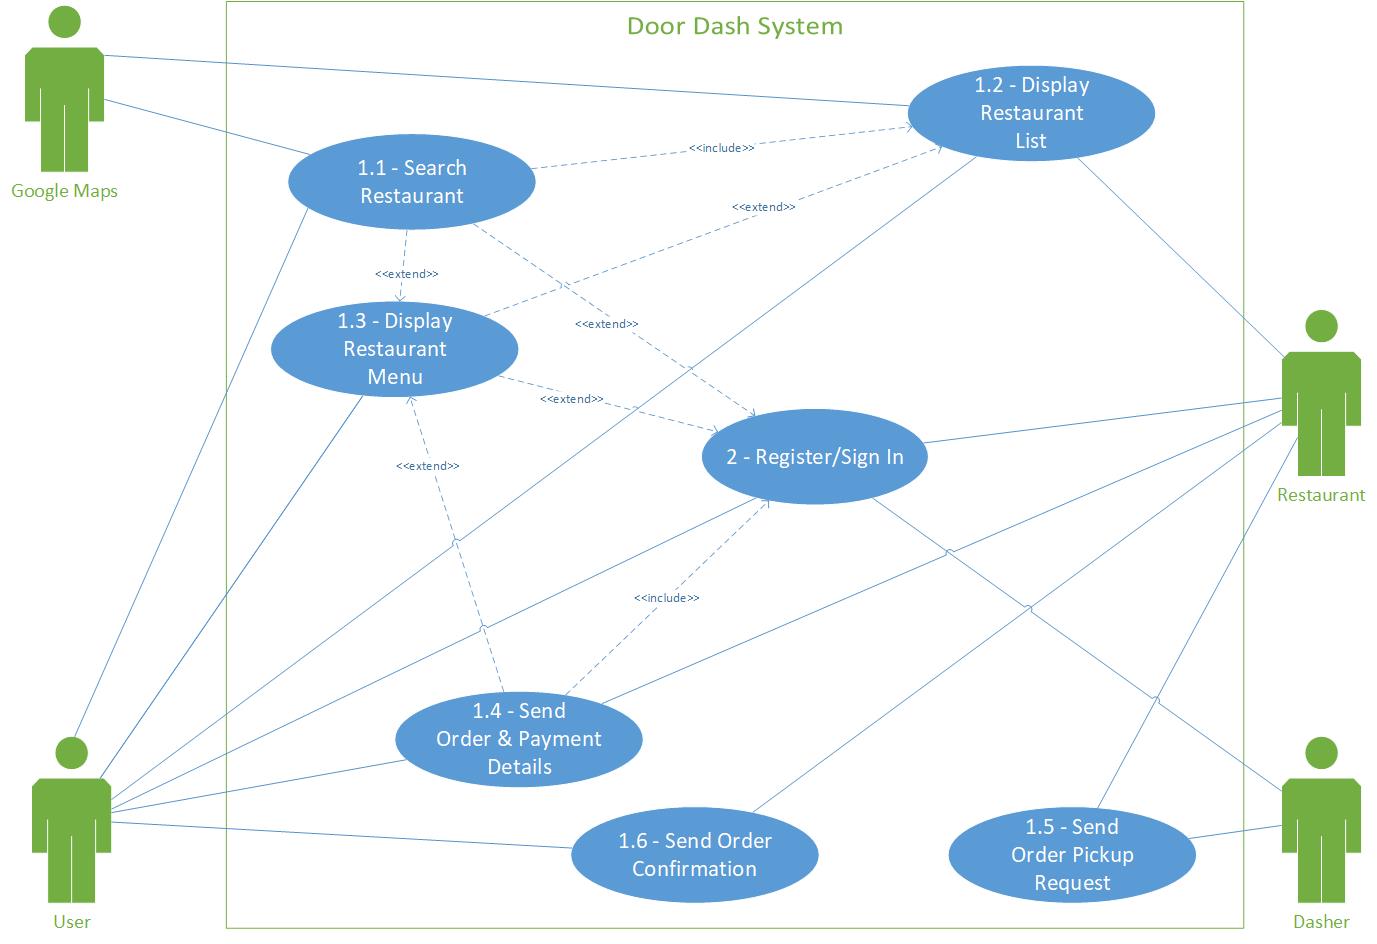 Door Dash System
Google Maps
1.2 - Display
Restaurant
List
<<include>>
1.1 - Search
Restaurant
<<extend>>
<<extend>>
<<extend>>
1.3 - Display
Restaurant
Menu
<<extend>>
2 - Register/Sign In
<<extend>>
Restaurant
<<include>>
1.4 - Send
Order & Payment
Details
1.6 - Send Order
Confirmation
1.5 - Send
Order Pickup
Request
User
Dasher